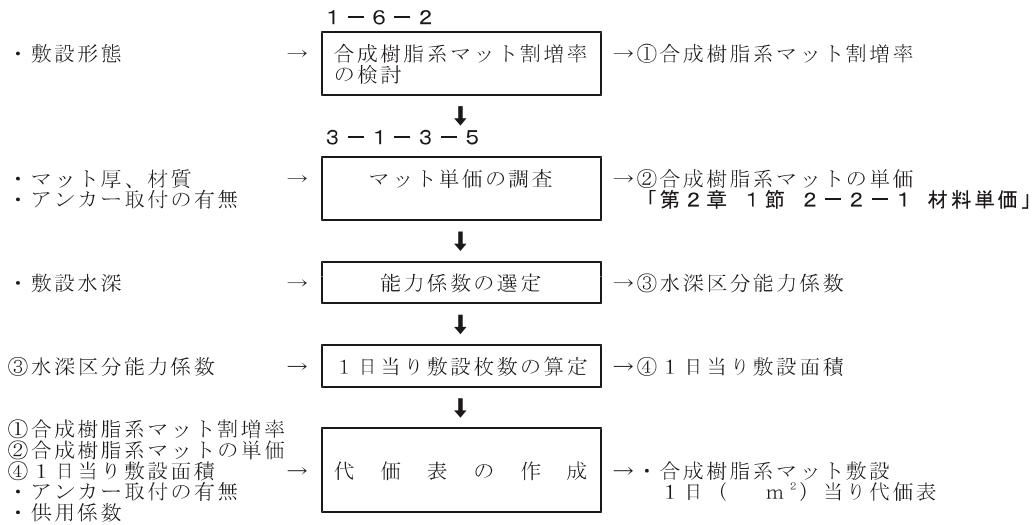 １－６－２
・敷設形態 → 合成樹脂系マット割増率 →①合成樹脂系マット割増率
の検討
⬇
３－１－３－５
・マット厚、材質 → マット単価の調査 →②合成樹脂系マットの単価
・アンカー取付の有無 「第２章 １節 ２－２－１ 材料単価」
⬇
・敷設水深 → 能力係数の選定 →③水深区分能力係数
⬇
③水深区分能力係数 → １日当り敷設枚数の算定 →④１日当り敷設面積
⬇
①合成樹脂系マット割増率
②合成樹脂系マットの単価
④１日当り敷設面積 → 代価表の作成 →・合成樹脂系マット敷設
・アンカー取付の有無 １日（　　ｍ²）当り代価表
・供用係数